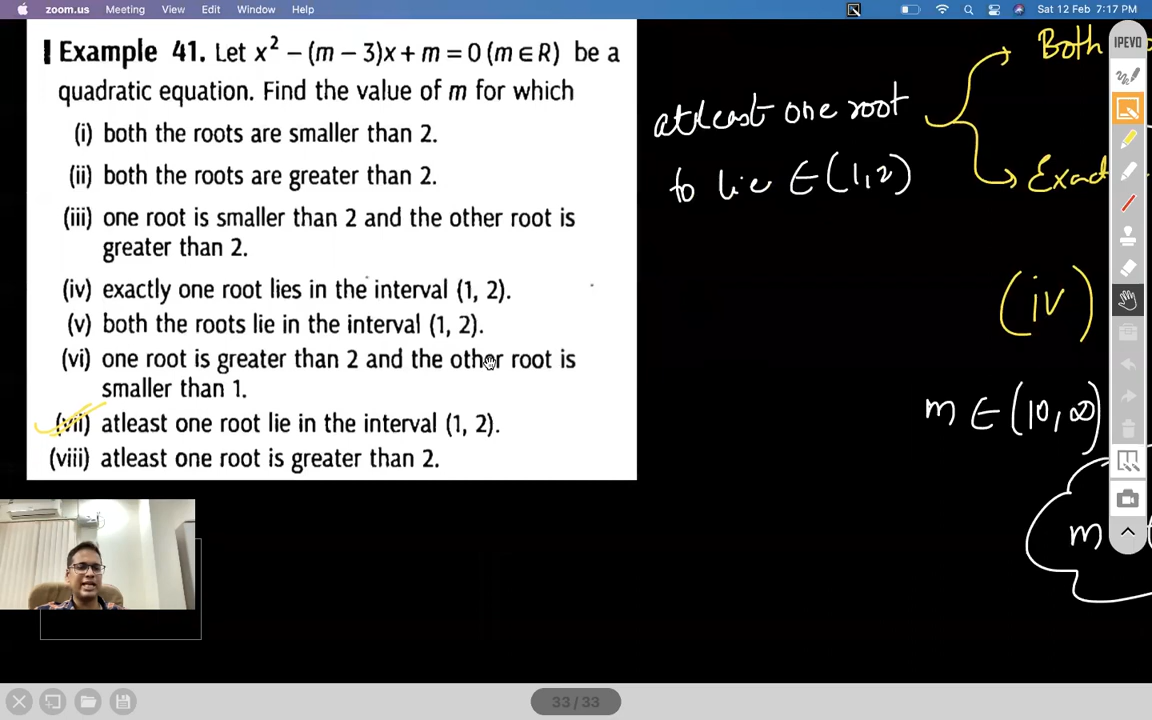 zoom.us Meeting View Edit Window Help Sat 12 Feb 7:17 PM
Example 41. Let x² − (m − 3)x + m = 0 (m ∈ R) be a
quadratic equation. Find the value of m for which
(i) both the roots are smaller than 2.
(ii) both the roots are greater than 2.
(iii) one root is smaller than 2 and the other root is
greater than 2.
(iv) exactly one root lies in the interval (1, 2).
(v) both the roots lie in the interval (1, 2).
(vi) one root is greater than 2 and the other root is
smaller than 1.
(vii) atleast one root lie in the interval (1, 2).
(viii) atleast one root is greater than 2.
atleast one root
to lie ∈ (1,2)
Both
Exact
(iv)
m ∈ (10, ∞)
m
IPEVO
33 / 33